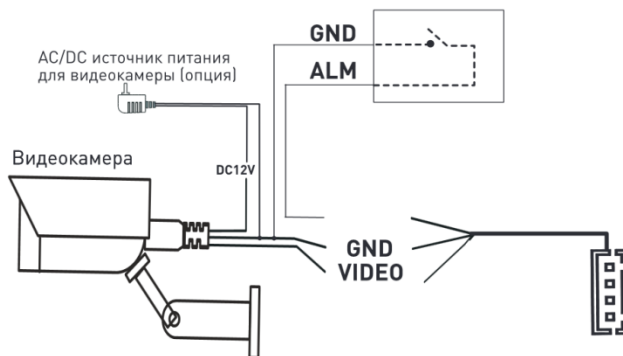 GND
AC/DC источник питания
для видеокамеры (опция)
ALM
Видеокамера
DC12V
GND
VIDEO